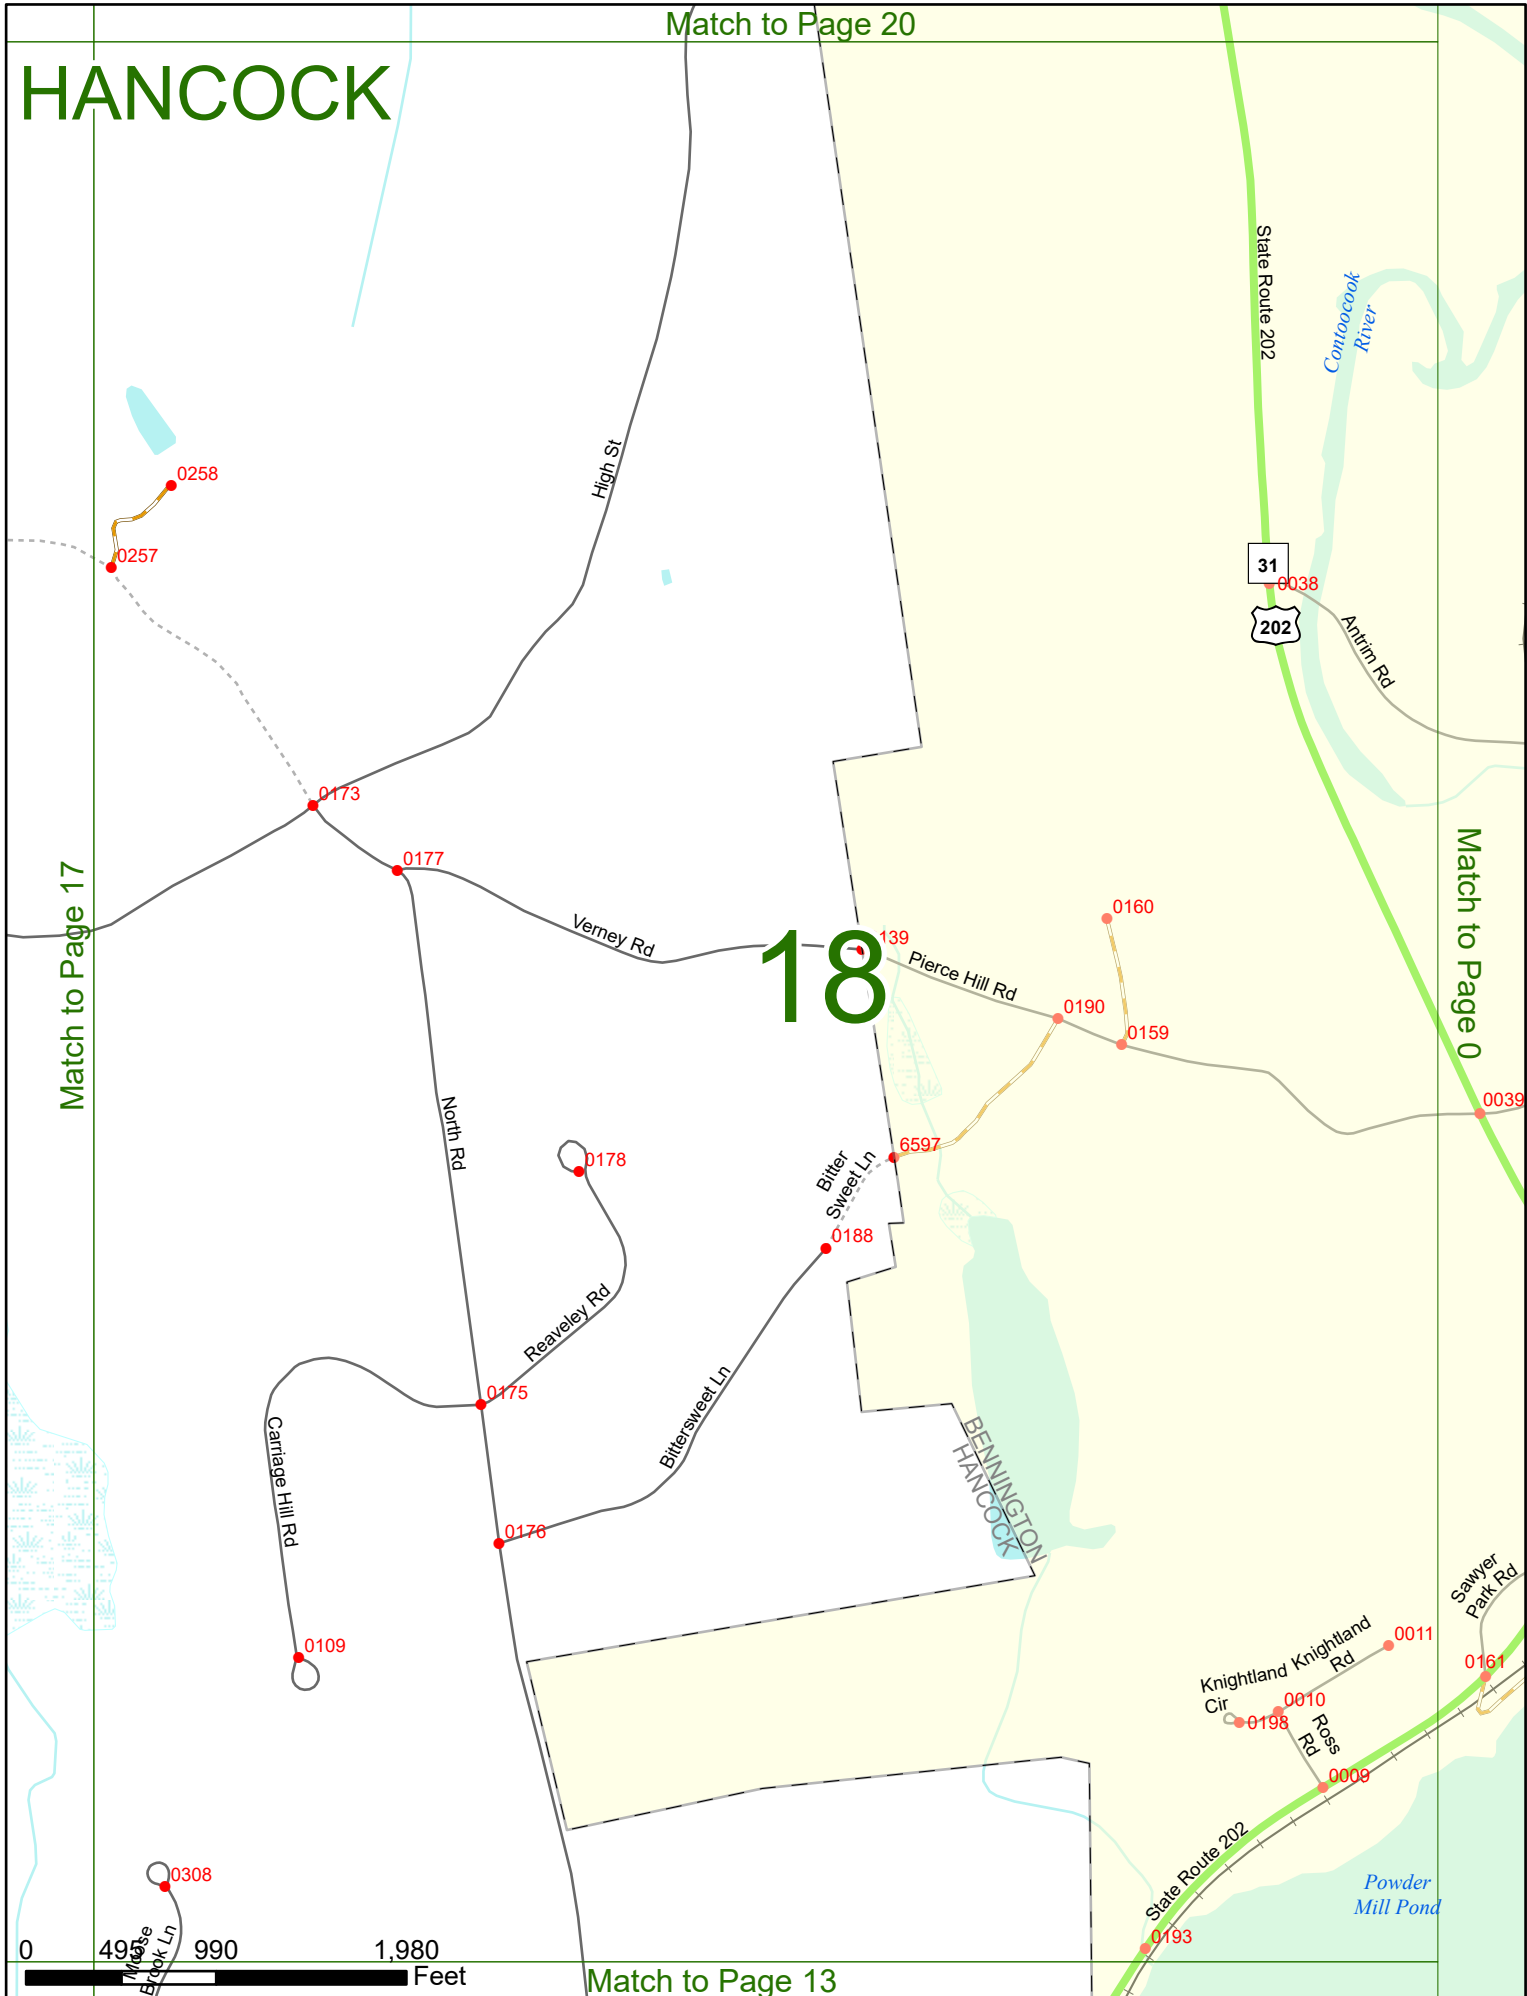 Match to Page 20
HANCOCK
State Route 202
Contoocook
River
High St
0258
0257
31
0038
202
Antrim Rd
0173
0177
Match to Page 17
Match to Page 0
Verney Rd
18
139
Pierce Hill Rd
0160
0190
0159
0039
North Rd
0178
Bitter
Sweet Ln
6597
0188
Reaveley Rd
0175
Bittersweet Ln
Carriage Hill Rd
BENNINGTON
HANCOCK
0176
0109
Sawyer
Park Rd
0011
0161
Knightland
Rd
Knightland
Cir
0010
0198
Ross
Rd
0009
State Route 202
Powder
Mill Pond
0308
Moose
Brook Ln
0193
0 495 990 1,980
Feet
Match to Page 13